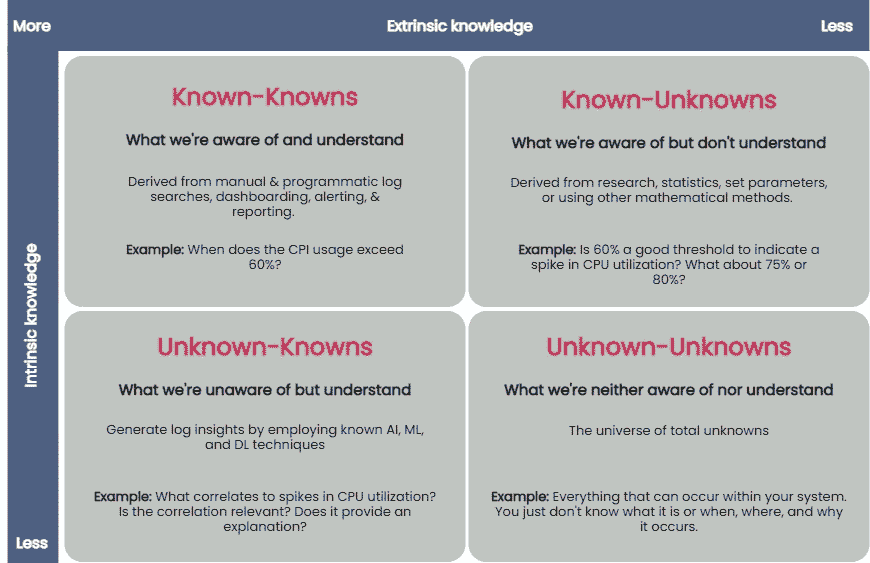 More
Extrinsic knowledge
Less
Intrinsic knowledge
Less
Known-Knowns
What we're aware of and understand
Derived from manual & programmatic log
searches, dashboarding, alerting, &
reporting.
Example: When does the CPI usage exceed
60%?
Known-Unknowns
What we're aware of but don't understand
Derived from research, statistics, set parameters,
or using other mathematical methods.
Example: Is 60% a good threshold to indicate a
spike in CPU utilization? What about 75% or
80%?
Unknown-Knowns
What we're unaware of but understand
Generate log insights by employing known AI, ML,
and DL techniques
Example: What correlates to spikes in CPU utilization?
Is the correlation relevant? Does it provide an
explanation?
Unknown-Unknowns
What we're neither aware of nor understand
The universe of total unknowns
Example: Everything that can occur within your system.
You just don't know what it is or when, where, and why
it occurs.